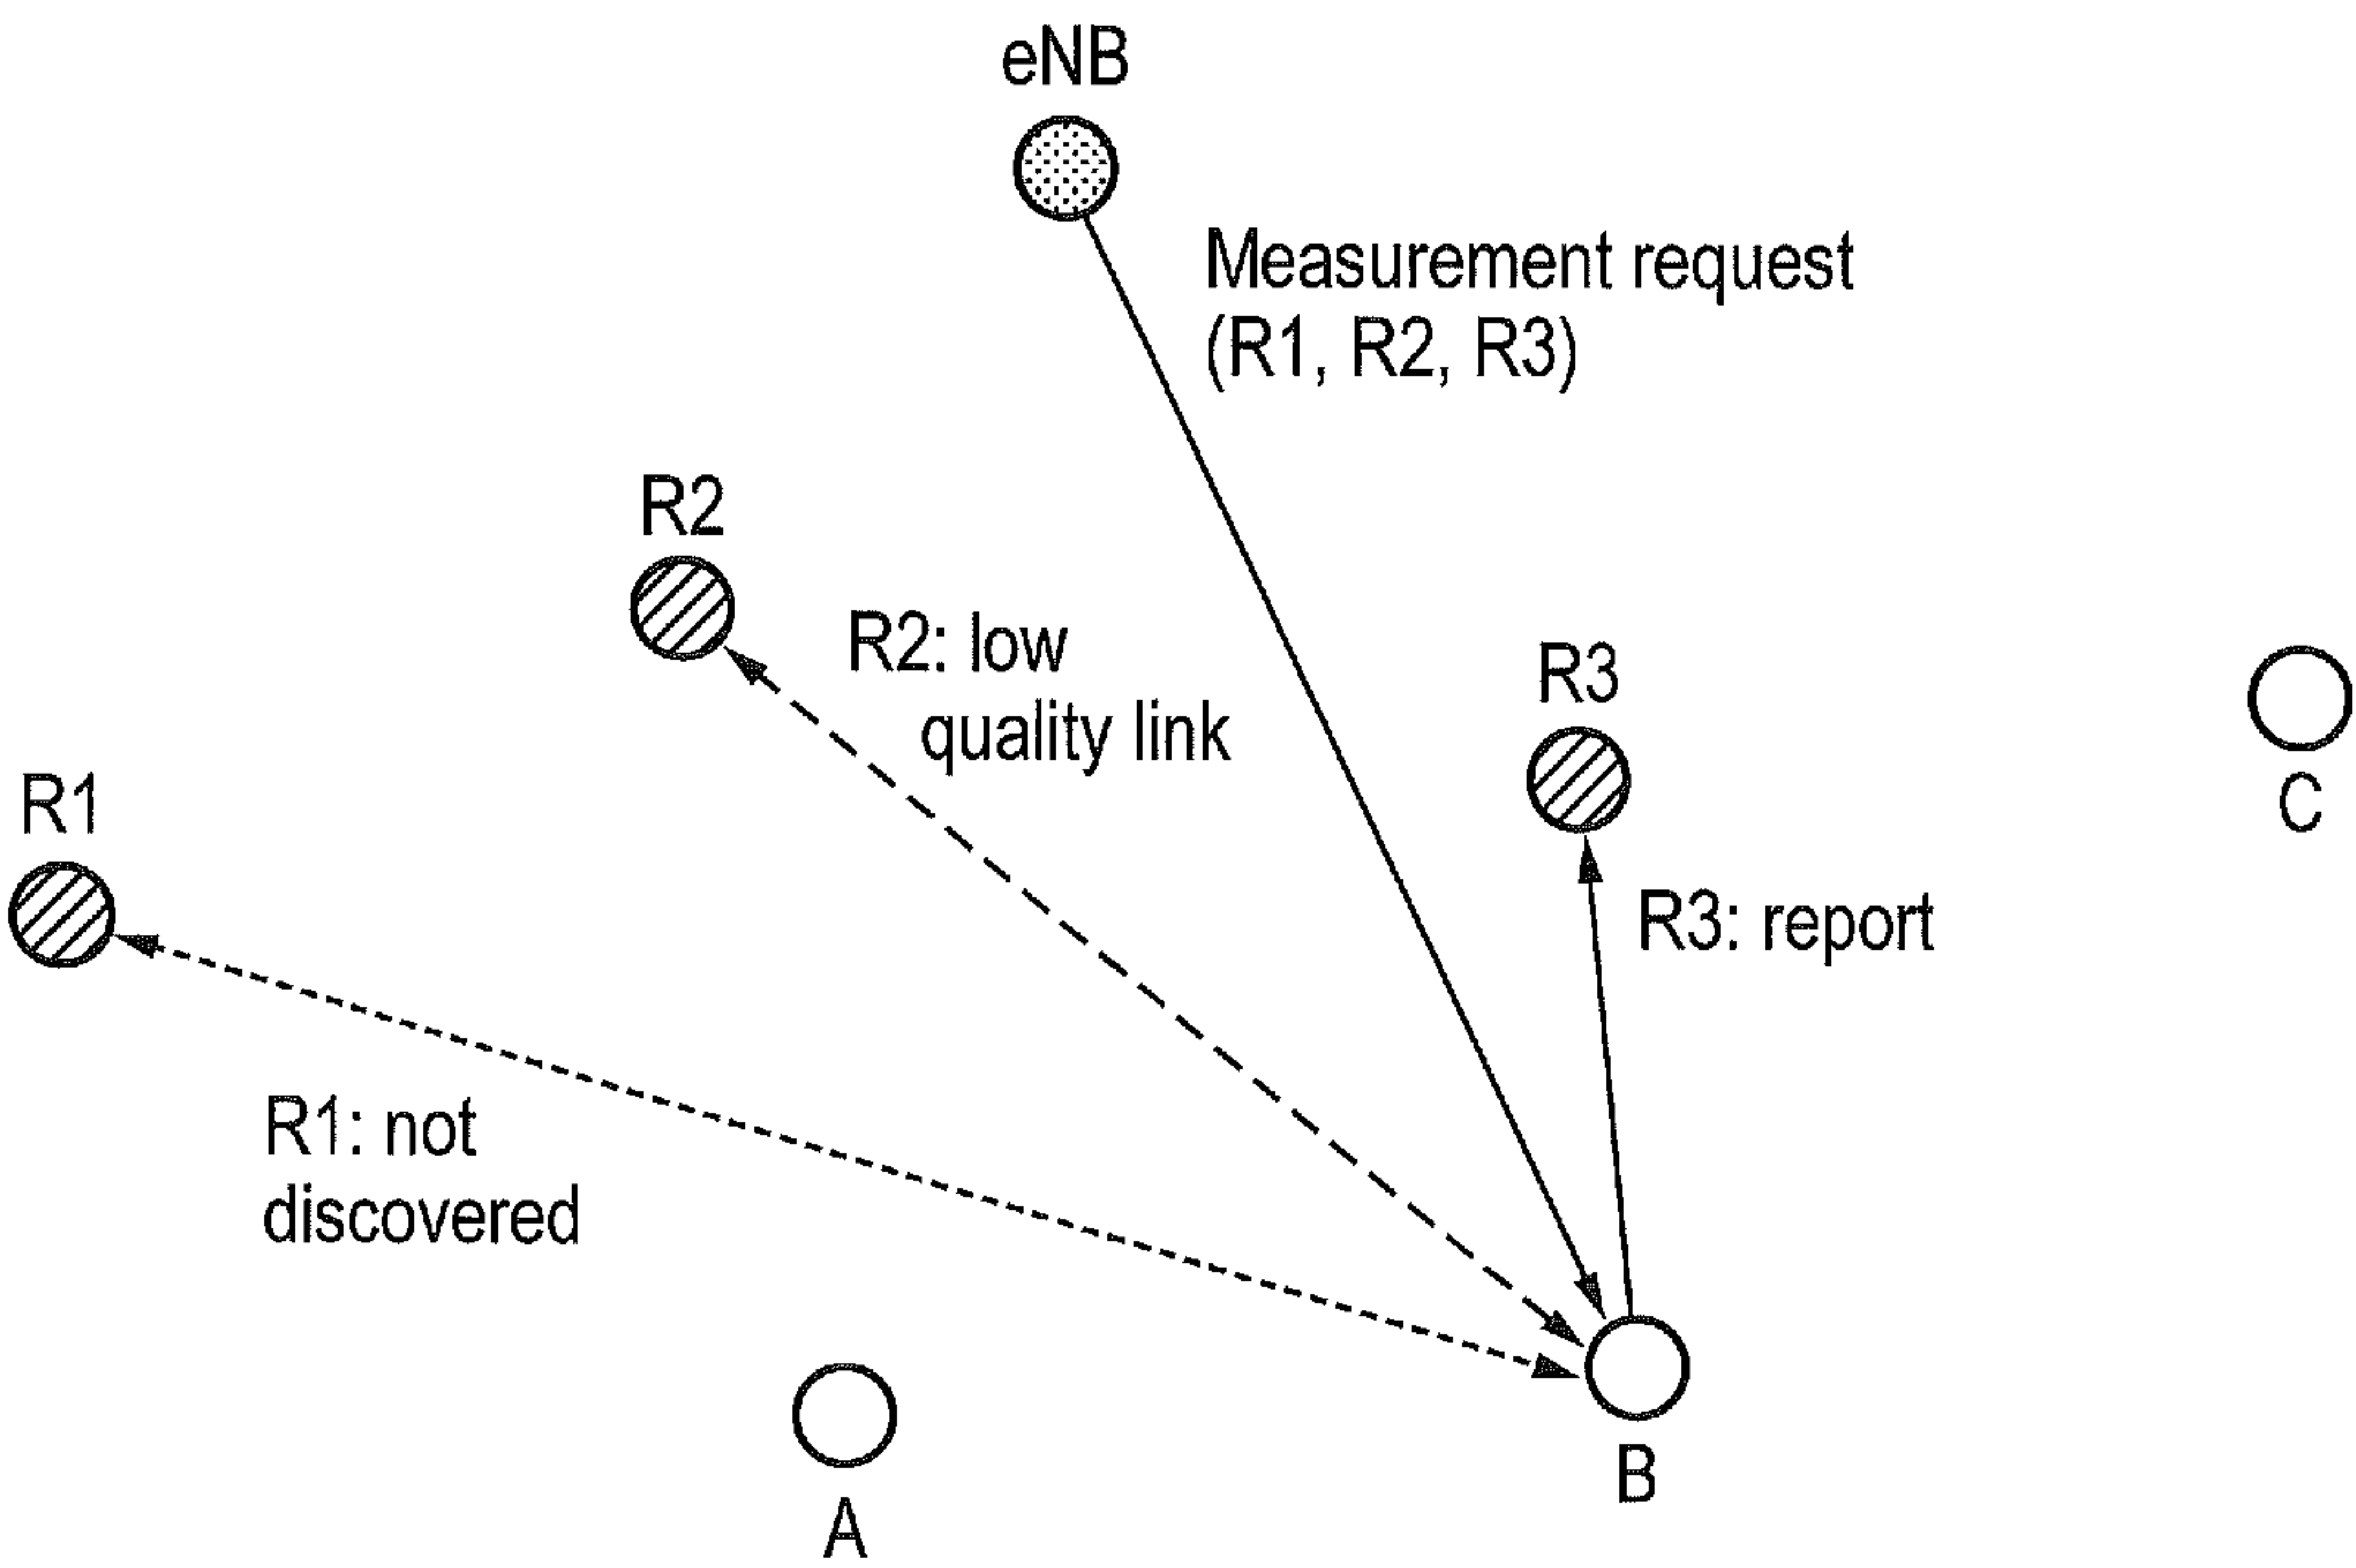 eNB
Measurement request
(R1, R2, R3)
R2
R2: low
quality link
R3
C
R1
R3: report
R1: not
discovered
B
A